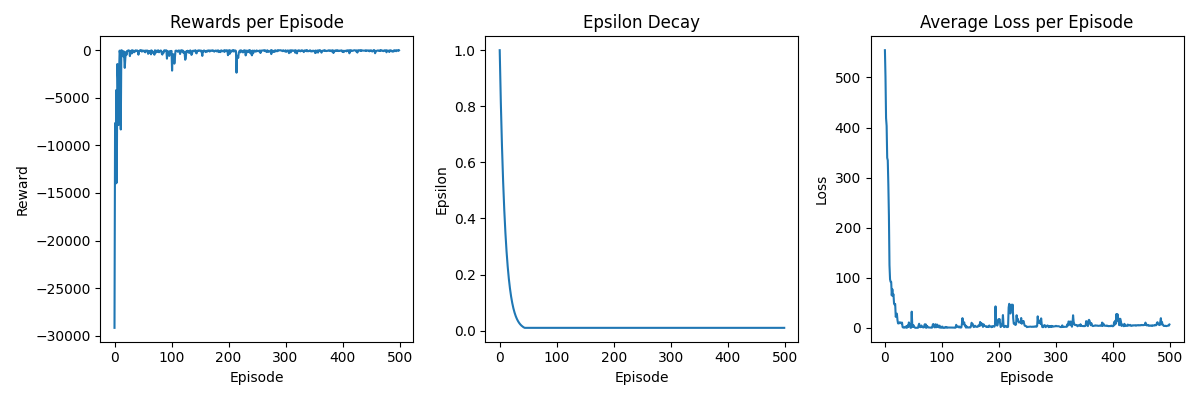 Rewards per Episode
0
−5000
−10000
−15000
−20000
−25000
−30000
Reward
0 100 200 300 400 500
Episode
Epsilon Decay
1.0
0.8
0.6
0.4
0.2
0.0
Epsilon
0 100 200 300 400 500
Episode
Average Loss per Episode
500
400
300
200
100
0
Loss
0 100 200 300 400 500
Episode